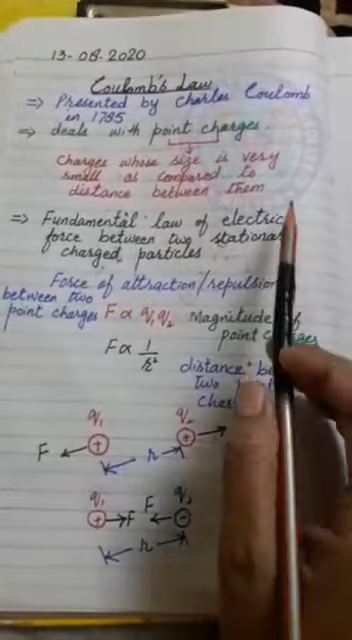 13-08-2020
Coulomb's Law
⇒ Presented by Charles Coulomb
in 1785
⇒ deals with point charges.
Charges whose size is very
small as compared to
distance between them
⇒ Fundamental law of electric
force between two
charged particles
Force of attraction/repulsion
between two
point charges F ∝ q₁q₂ Magnitude of
point charges
F ∝ 1/r²
distance
two
q₁ q₂
F + +
r
q₁ F q₂
+ F -
r